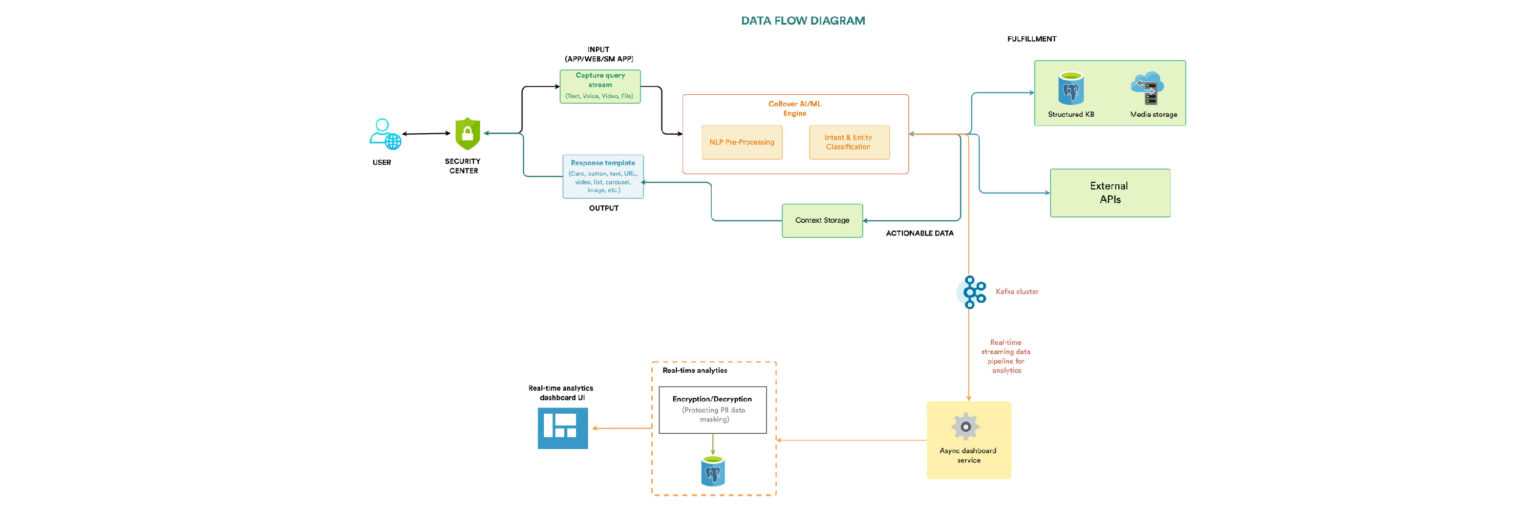 DATA FLOW DIAGRAM
FULFILLMENT
INPUT
(APP/WEB/SM APP)
Capture query
stream
(Text, Voice, Video, File)
CoRover AI/ML
Engine
NLP Pre-Processing
Intent & Entity
Classification
Structured KB
Media storage
USER
SECURITY
CENTER
Response template
(Card, button, text, URL,
video, list, carousel,
image, etc.)
OUTPUT
External
APIs
Context Storage
ACTIONABLE DATA
Kafka cluster
Real-time
streaming data
pipeline for
analytics
Real-time analytics
Real-time analytics
dashboard UI
Encryption/Decryption
(Protecting PII data
masking)
Async dashboard
service